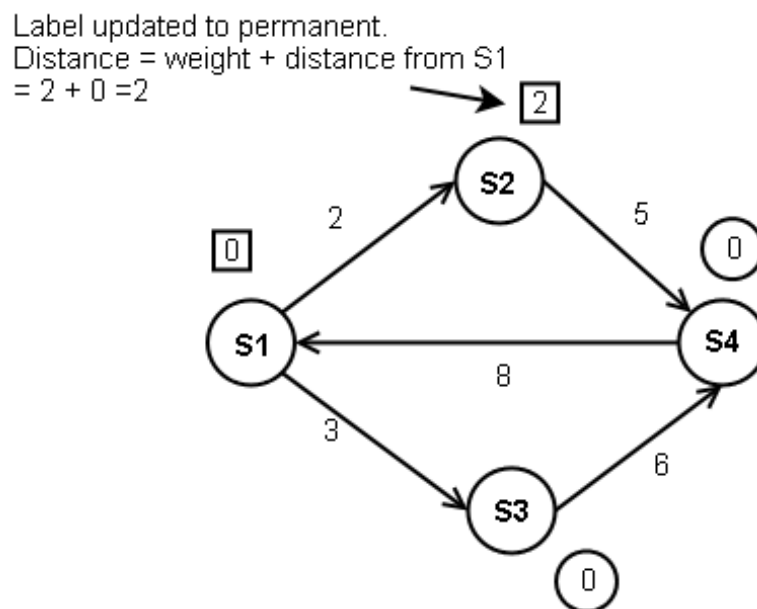 Label updated to permanent.
Distance = weight + distance from S1
= 2 + 0 =2
2
S2
2
5
0
0
S1
S4
8
3
6
S3
0